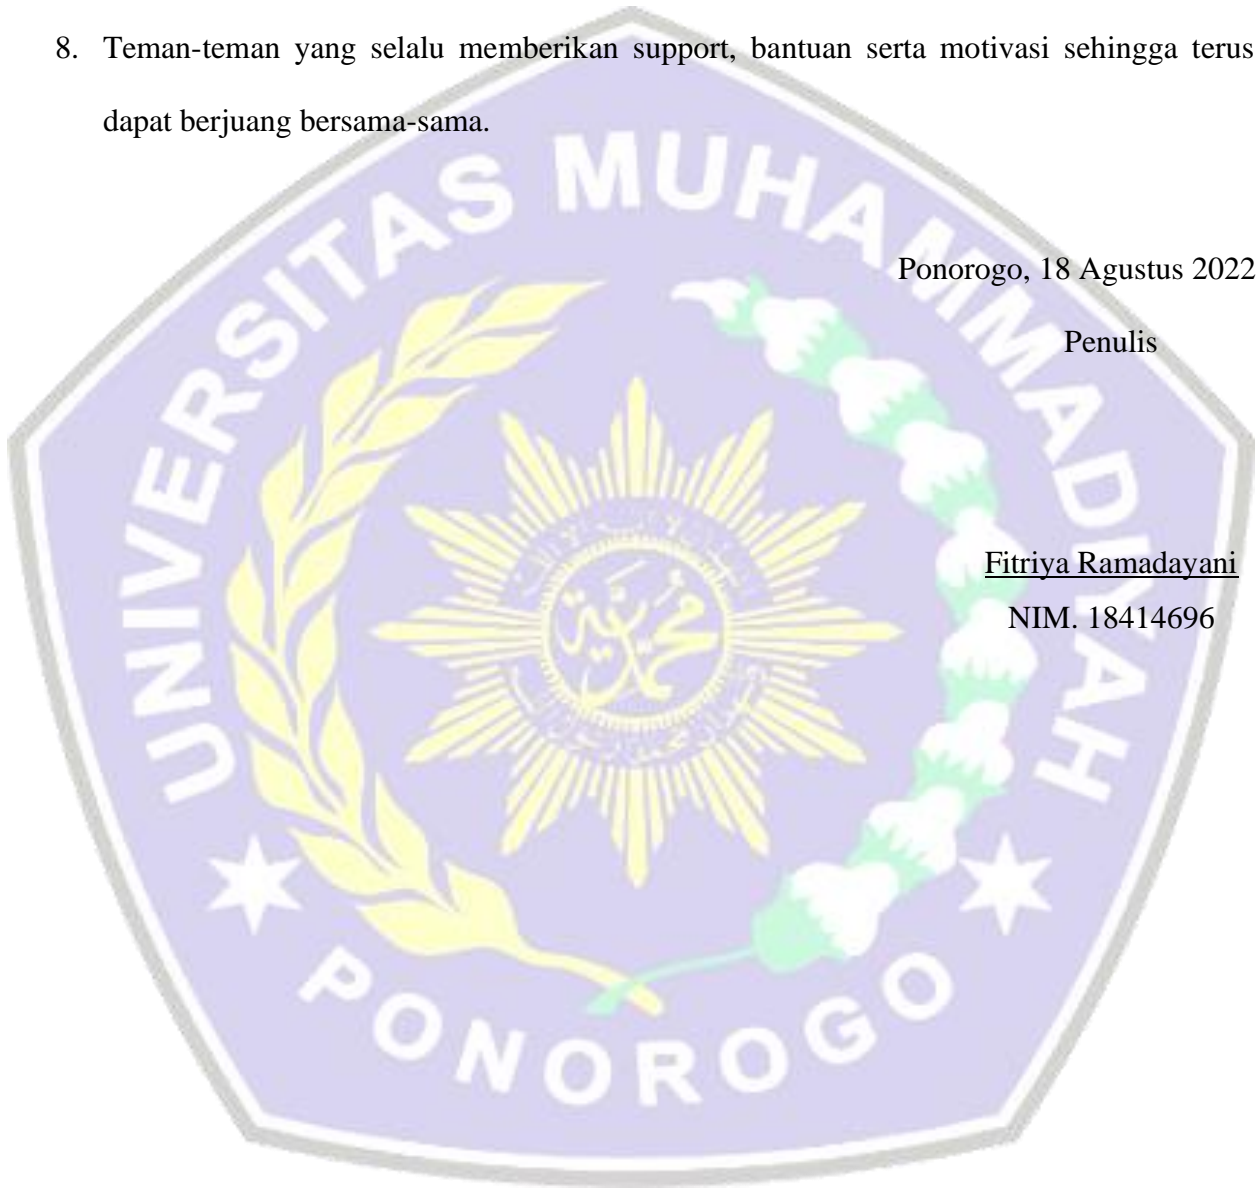 8. Teman-teman yang selalu memberikan support, bantuan serta motivasi sehingga terus
dapat berjuang bersama-sama.
UNIVERSITAS MUHAMMADIYAH
Ponorogo, 18 Agustus 2022
Penulis
Fitriya Ramadayani
NIM. 18414696
PONOROGO